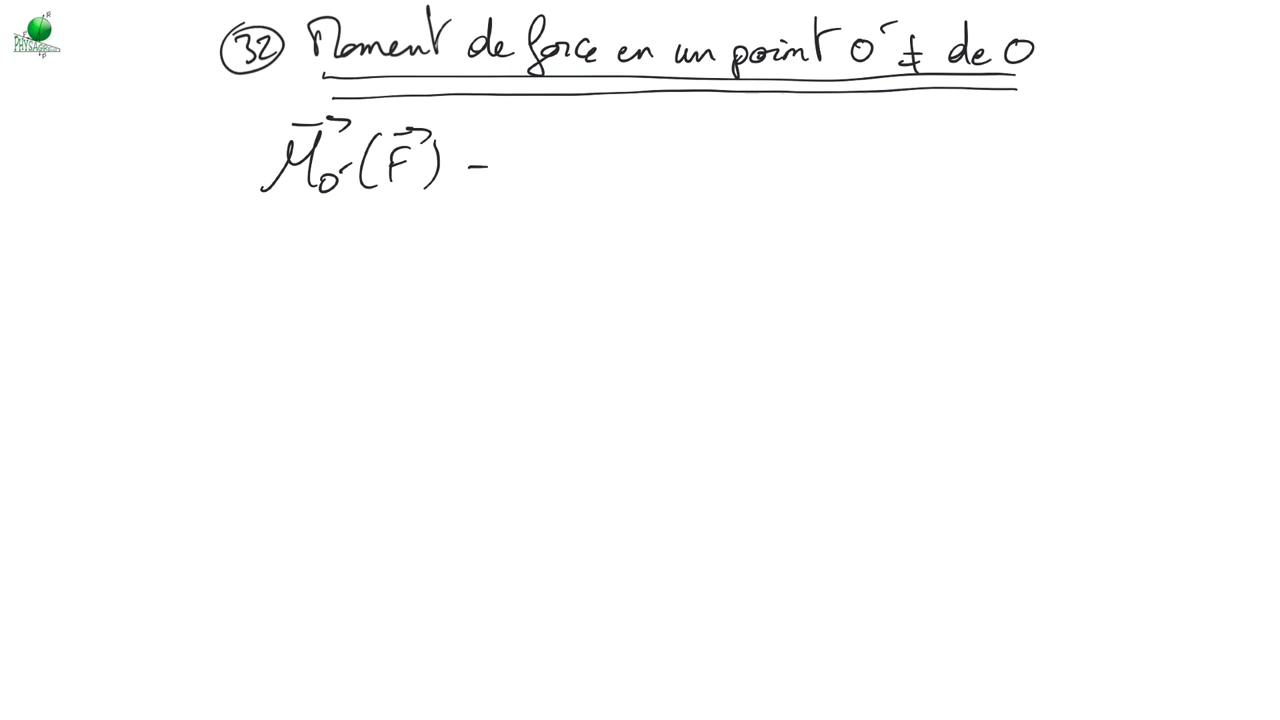 32 Moment de force en un point O' ≠ de O
M⃗O'(F⃗) -